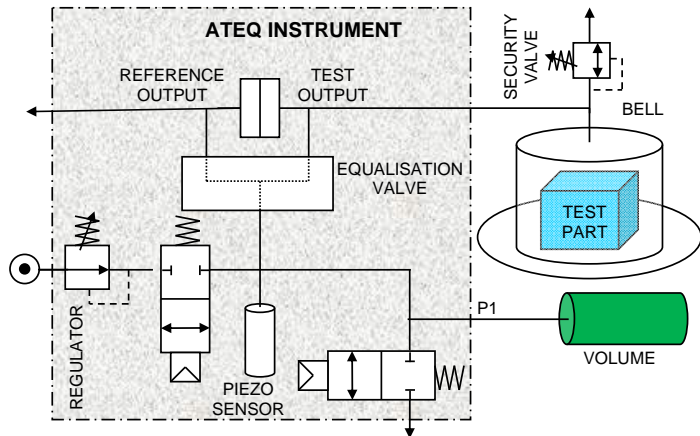 ATEQ INSTRUMENT
REFERENCE
OUTPUT
TEST
OUTPUT
SECURITY
VALVE
BELL
EQUALISATION
VALVE
TEST
PART
REGULATOR
P1
PIEZO
SENSOR
VOLUME